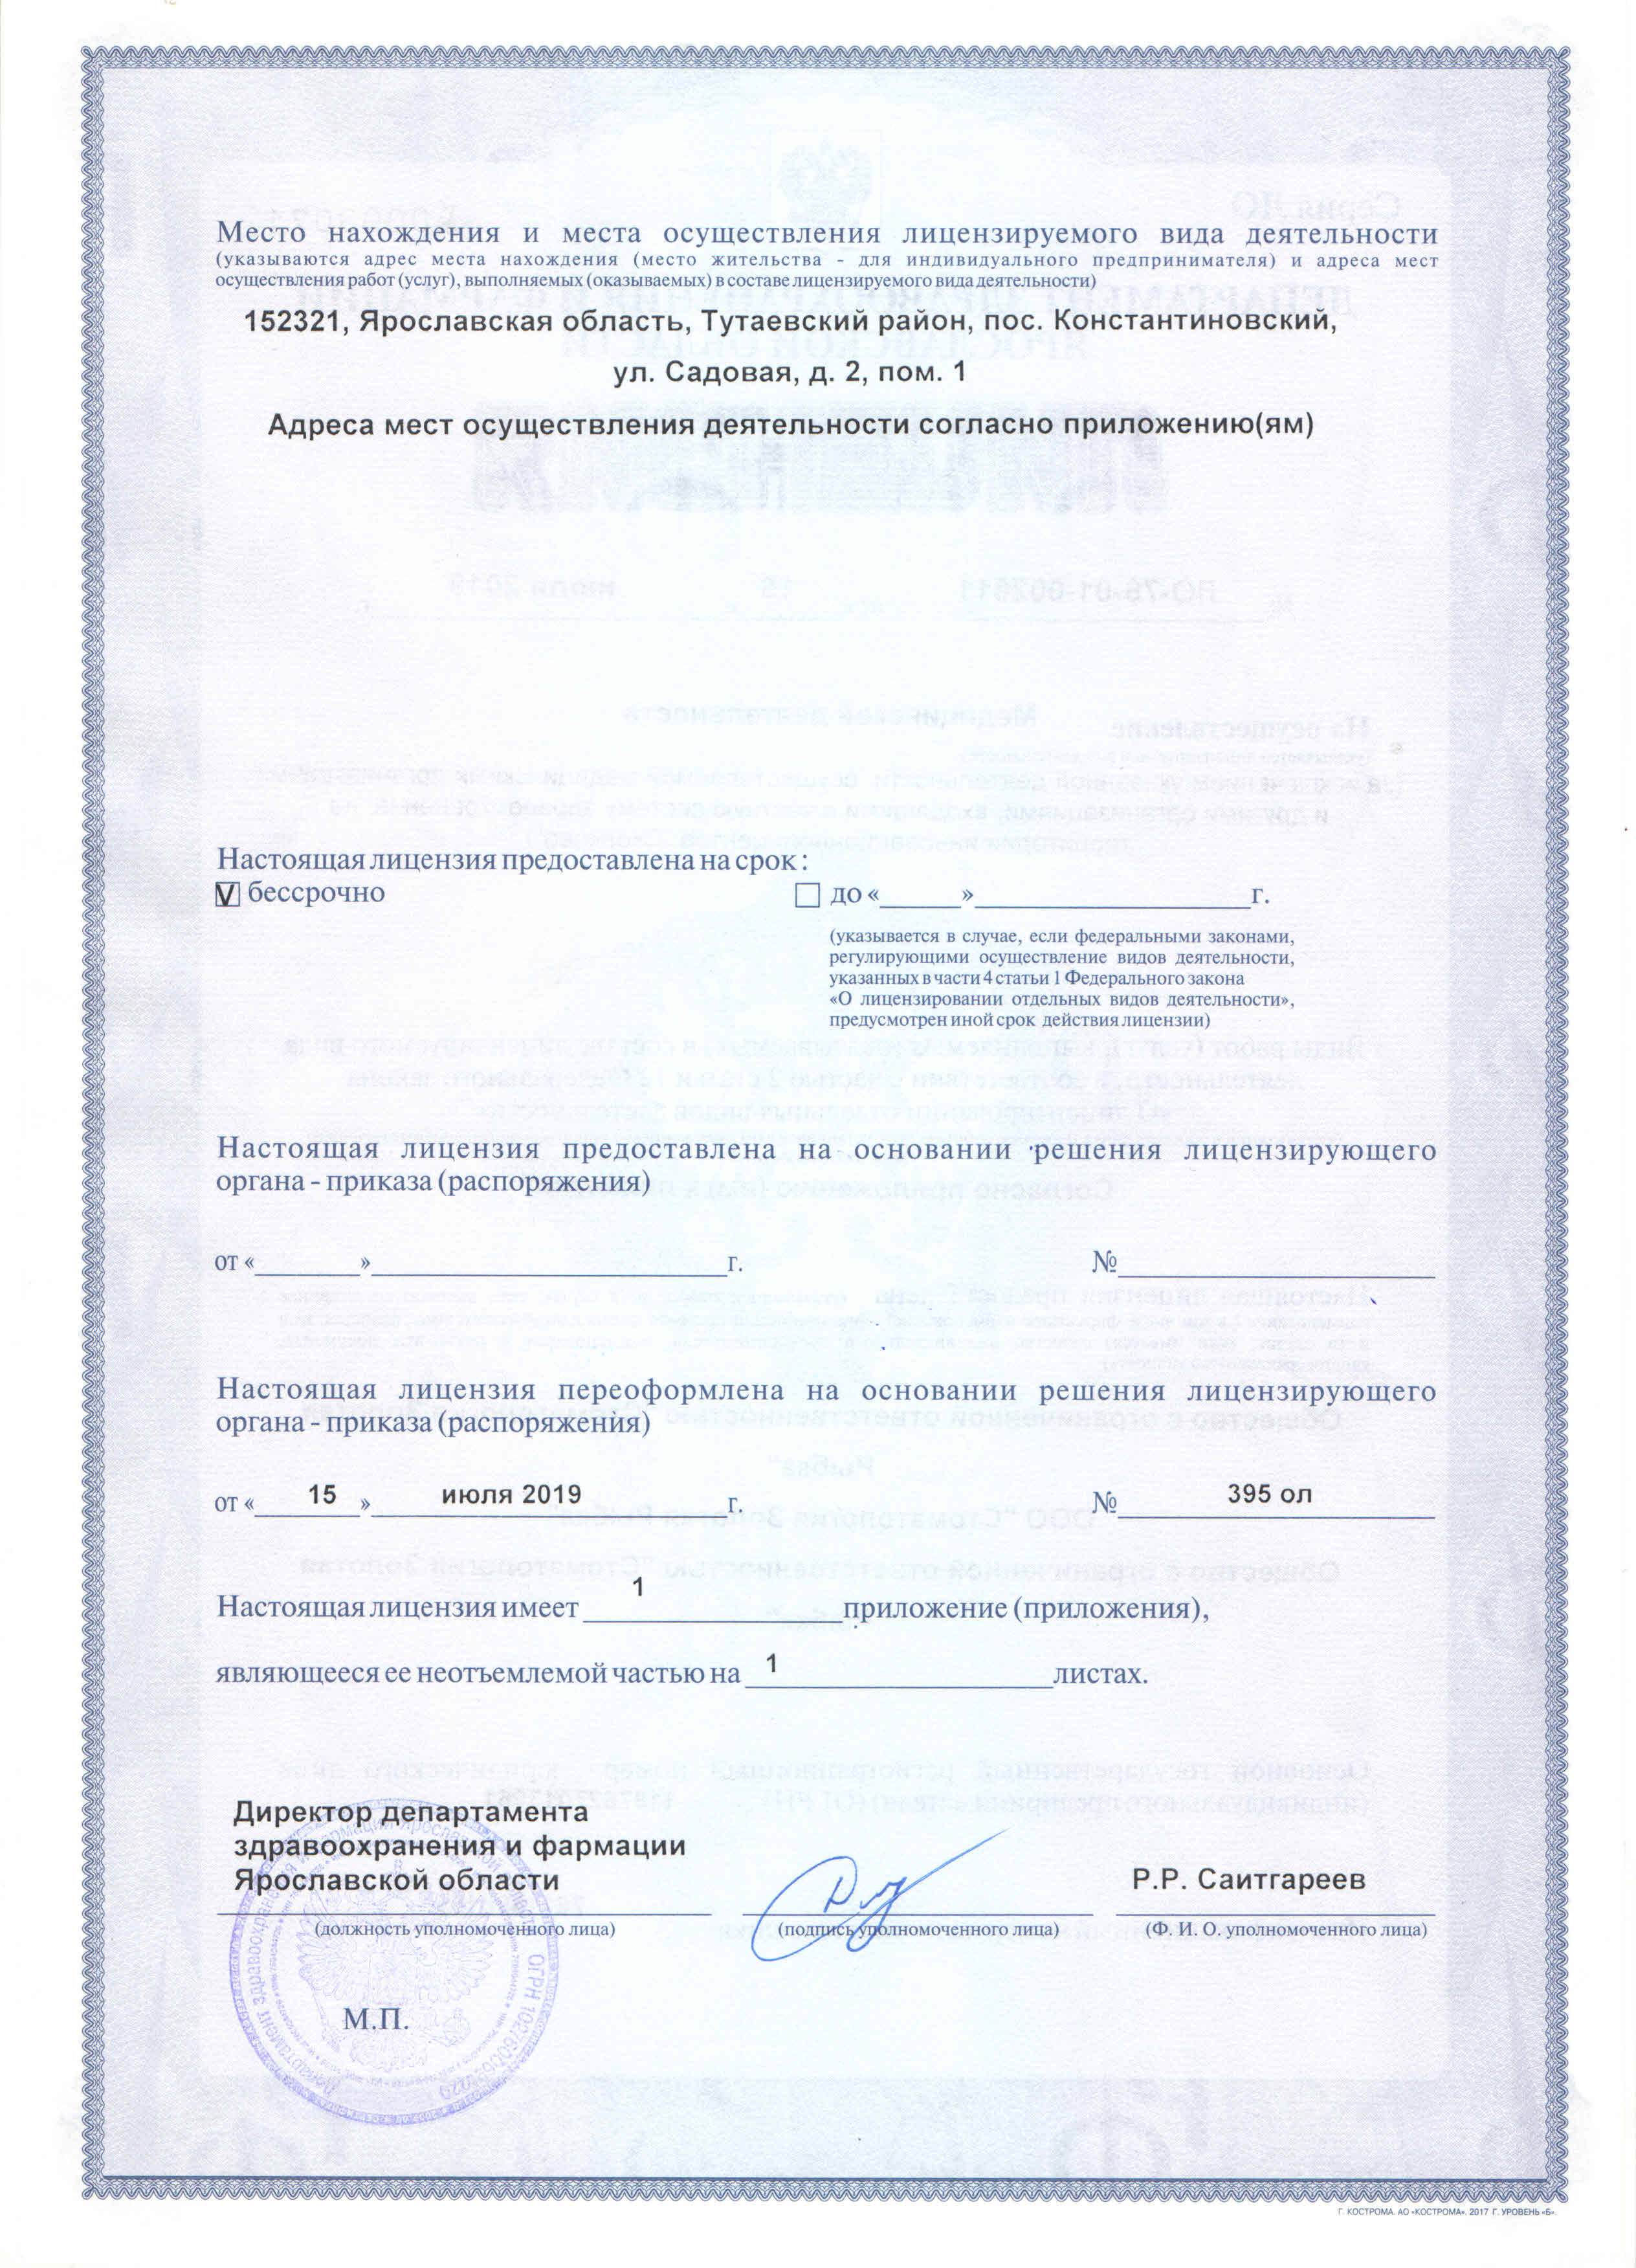 Место нахождения и места осуществления лицензируемого вида деятельности
(указываются адрес места нахождения (место жительства - для индивидуального предпринимателя) и адреса мест
осуществления работ (услуг), выполняемых (оказываемых) в составе лицензируемого вида деятельности)
152321, Ярославская область, Тутаевский район, пос. Константиновский,
ул. Садовая, д. 2, пом. 1
Адреса мест осуществления деятельности согласно приложению(ям)
Настоящая лицензия предоставлена на срок:
V бессрочно до «______»____________________г.
(указывается в случае, если федеральными законами,
регулирующими осуществление видов деятельности,
указанных в части 4 статьи 1 Федерального закона
«О лицензировании отдельных видов деятельности»,
предусмотрен иной срок действия лицензии)
Настоящая лицензия предоставлена на основании решения лицензирующего
органа - приказа (распоряжения)
от «________»__________________________г. №_______________________
Настоящая лицензия переоформлена на основании решения лицензирующего
органа - приказа (распоряжения)
от « 15 » июля 2019 г. № 395 ол
Настоящая лицензия имеет 1 приложение (приложения),
являющееся ее неотъемлемой частью на 1 листах.
Директор департамента
здравоохранения и фармации
Ярославской области Р.Р. Саитгареев
(должность уполномоченного лица) (подпись уполномоченного лица) (Ф. И. О. уполномоченного лица)
М.П.
Г. КОСТРОМА. АО «КОСТРОМА». 2017 Г. УРОВЕНЬ «Б».